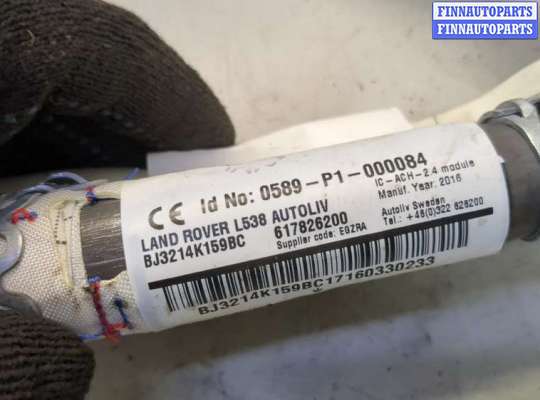 FINNAUTOPARTS
FINNAUTOPARTS
CE Id No: 0589-P1-000084
IC-ACH-2.4 module
Manuf. Year. 2016
LAND ROVER L538 AUTOLIV
BJ3214K159BC 617826200
Supplier code: EGZRA
Autoliv Sweden
Tel.: +46(0)322 626200
BJ3214K159BC17160330233